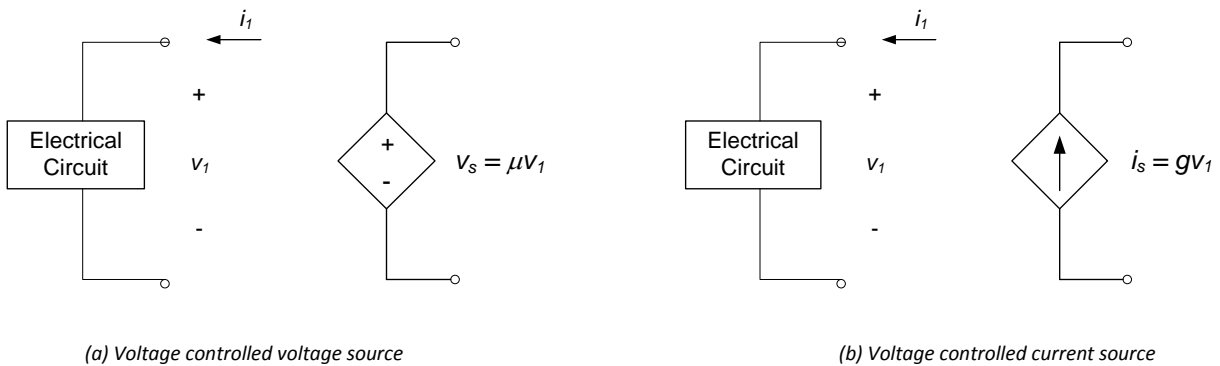 i₁
+
Electrical
Circuit
v₁
-
+
-
vₛ = μv₁
(a) Voltage controlled voltage source
i₁
+
Electrical
Circuit
v₁
-
iₛ = gv₁
(b) Voltage controlled current source